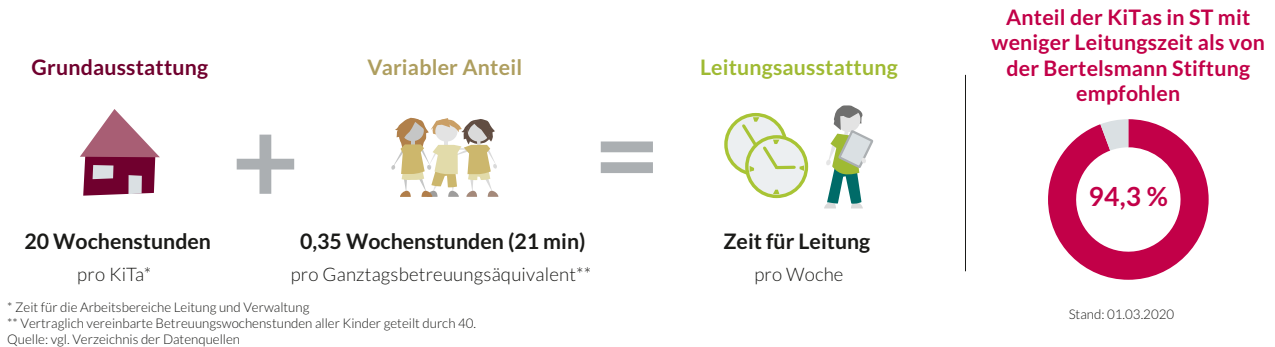 Grundausstattung
Variabler Anteil
Leitungsausstattung
20 Wochenstunden
pro KiTa*
0,35 Wochenstunden (21 min)
pro Ganztagsbetreuungsäquivalent**
Zeit für Leitung
pro Woche
* Zeit für die Arbeitsbereiche Leitung und Verwaltung
** Vertraglich vereinbarte Betreuungswochenstunden aller Kinder geteilt durch 40.
Quelle: vgl. Verzeichnis der Datenquellen
Anteil der KiTas in ST mit
weniger Leitungszeit als von
der Bertelsmann Stiftung
empfohlen
94,3 %
Stand: 01.03.2020